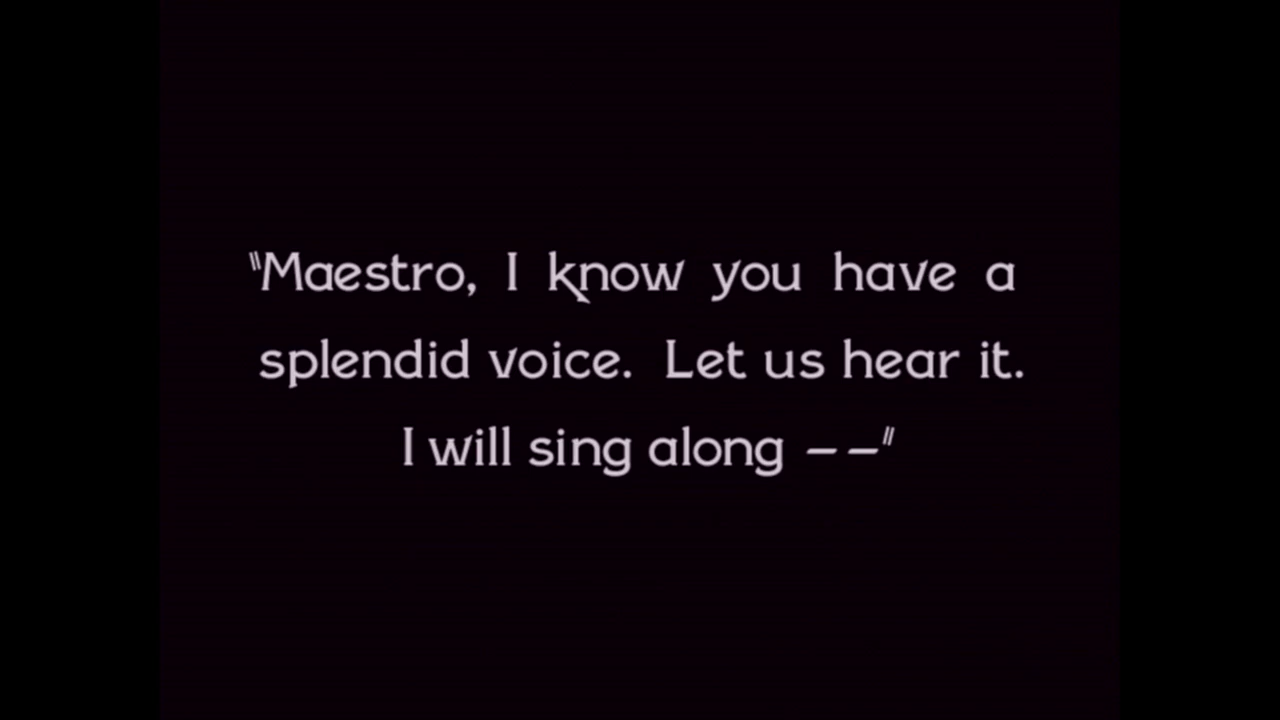 "Maestro, I know you have a
splendid voice. Let us hear it.
I will sing along – –"